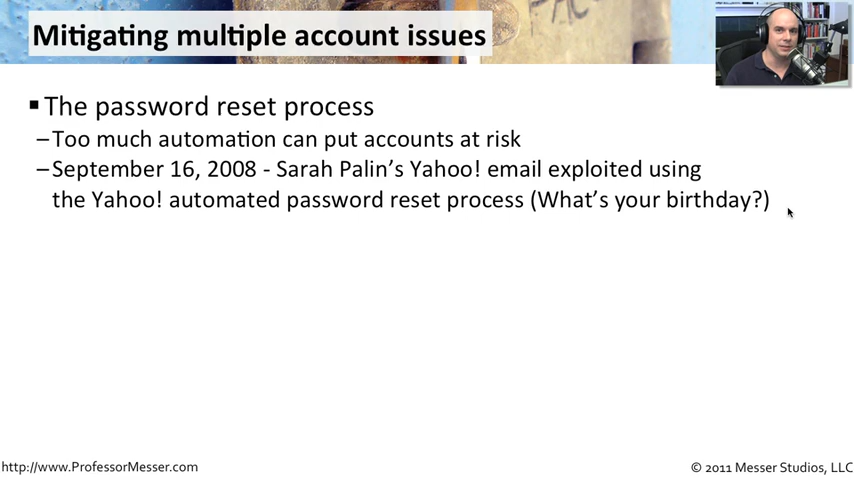 Mitigating multiple account issues
▪ The password reset process
–Too much automation can put accounts at risk
–September 16, 2008 - Sarah Palin’s Yahoo! email exploited using
the Yahoo! automated password reset process (What’s your birthday?)
http://www.ProfessorMesser.com
© 2011 Messer Studios, LLC